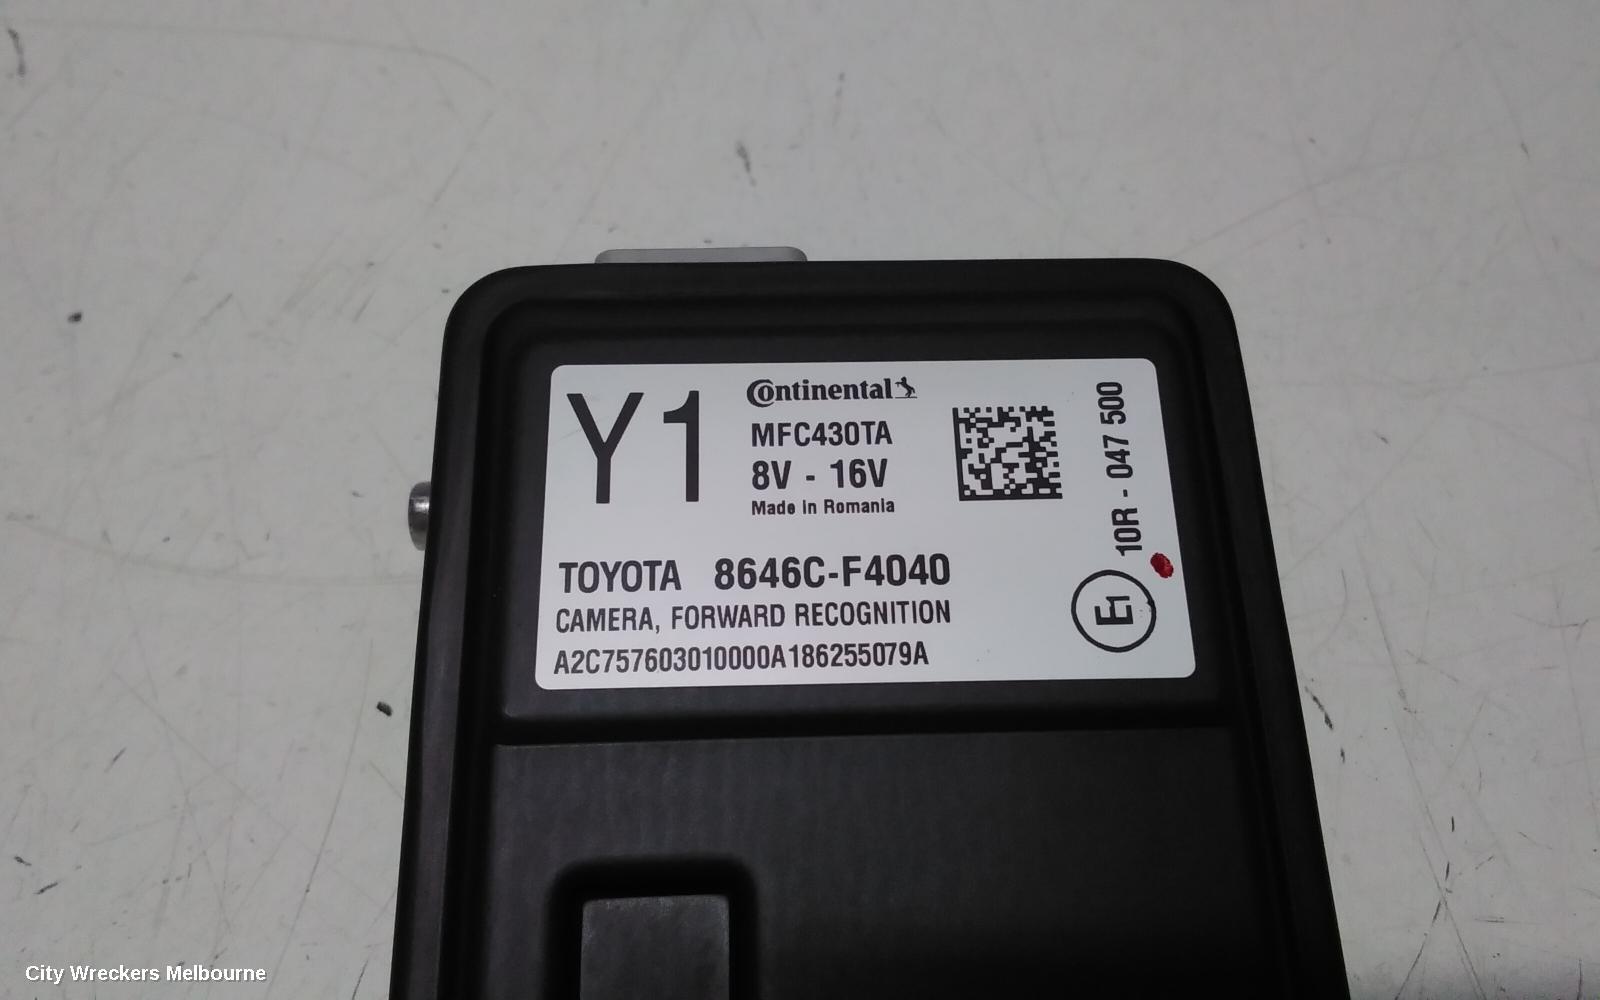 Y1
Continental
MFC430TA
8V - 16V
Made in Romania
TOYOTA 8646C-F4040
CAMERA, FORWARD RECOGNITION
A2C757603010000A186255079A
10R - 047 500
E1
City Wreckers Melbourne